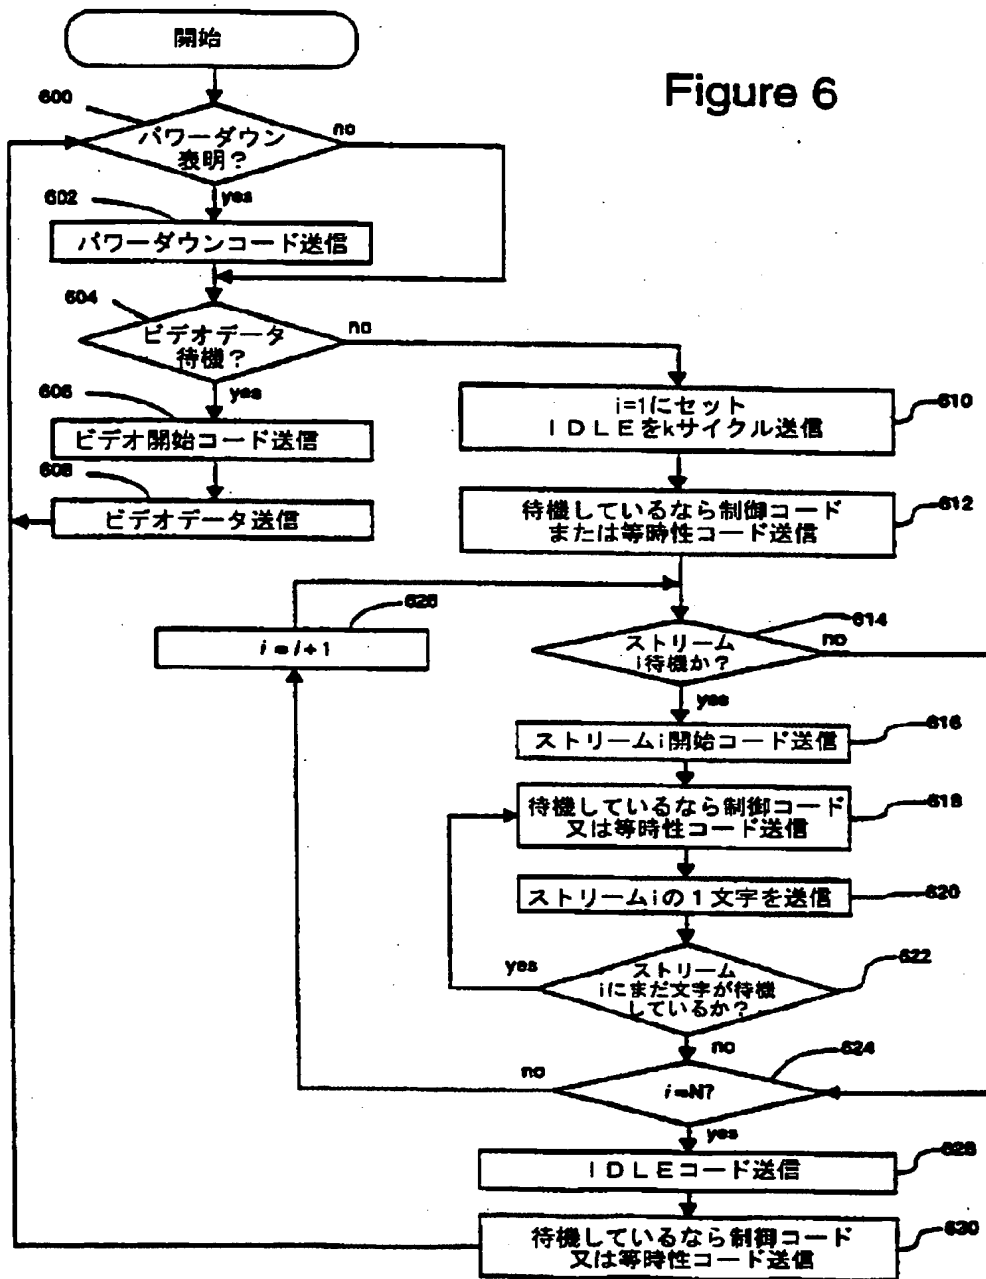 開始
Figure 6
600
パワーダウン
表明？
no
yes
602
パワーダウンコード送信
604
ビデオデータ
待機？
no
yes
606
ビデオ開始コード送信
608
ビデオデータ送信
i=1にセット
IDLEをkサイクル送信
610
待機しているなら制御コード
または等時性コード送信
612
626
i=i+1
614
ストリーム
i待機か？
no
yes
ストリームi開始コード送信
616
待機しているなら制御コード
又は等時性コード送信
618
ストリームiの１文字を送信
620
ストリーム
iにまだ文字が待機
しているか？
yes
622
no
624
i=N?
no
yes
IDLEコード送信
628
待機しているなら制御コード
又は等時性コード送信
630